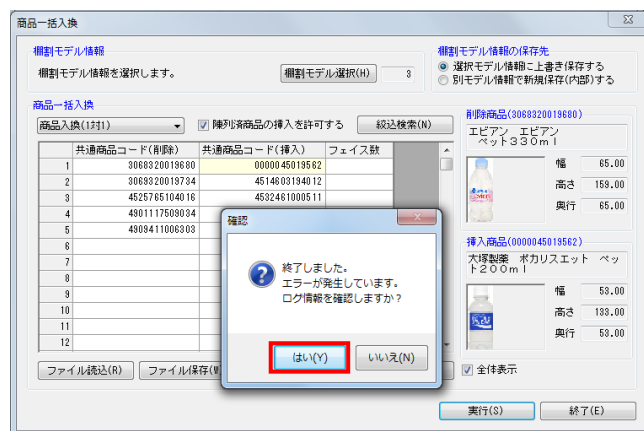 商品一括入換
棚割モデル情報
棚割モデル情報を選択します。
棚割モデル選択(H)
3
棚割モデル情報の保存先
選択モデル情報に上書き保存する
別モデル情報で新規保存(内部)する
商品一括入換
商品入換(1対1)
陳列済商品の挿入を許可する
絞込検索(N)
共通商品コード(削除) 共通商品コード(挿入) フェイス数
1 3068320019680 0000045019562
2 3068320019734 4514603194012
3 4525765104016 4532461000511
4 4901117509034
5 4909411006303
6
7
8
9
10
11
12
削除商品(3068320019680)
エビアン エビアン
ペット330ml
幅 65.00
高さ 159.00
奥行 65.00
挿入商品(0000045019562)
大塚製薬 ポカリスエット ペッ
ト200ml
幅 53.00
高さ 133.00
奥行 53.00
確認
終了しました。
エラーが発生しています。
ログ情報を確認しますか?
はい(Y)
いいえ(N)
ファイル読込(R)
ファイル保存(W
全体表示
実行(S)
終了(E)